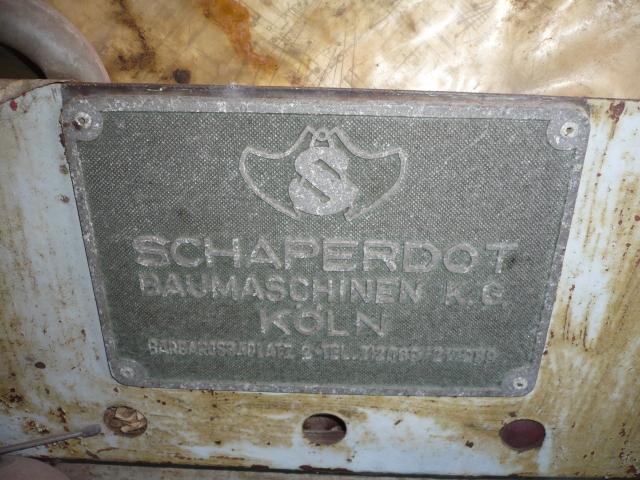 S
SCHAPERDOT
BAUMASCHINEN K.G.
KÖLN
BARBAROSSAPLATZ 2-TEL.